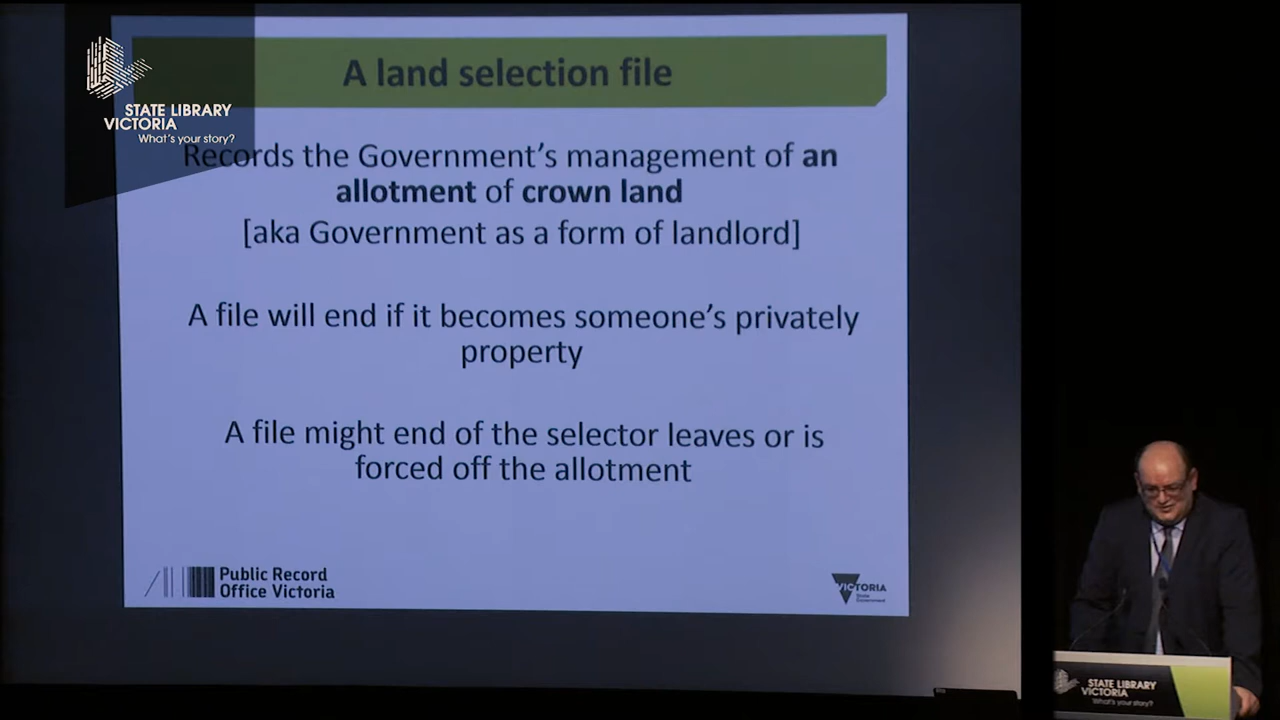 STATE LIBRARY
VICTORIA
What's your story?
A land selection file
Records the Government's management of an
allotment of crown land
[aka Government as a form of landlord]
A file will end if it becomes someone's privately
property
A file might end of the selector leaves or is
forced off the allotment
Public Record
Office Victoria
VICTORIA
State
Government
STATE LIBRARY
VICTORIA
What's your story?